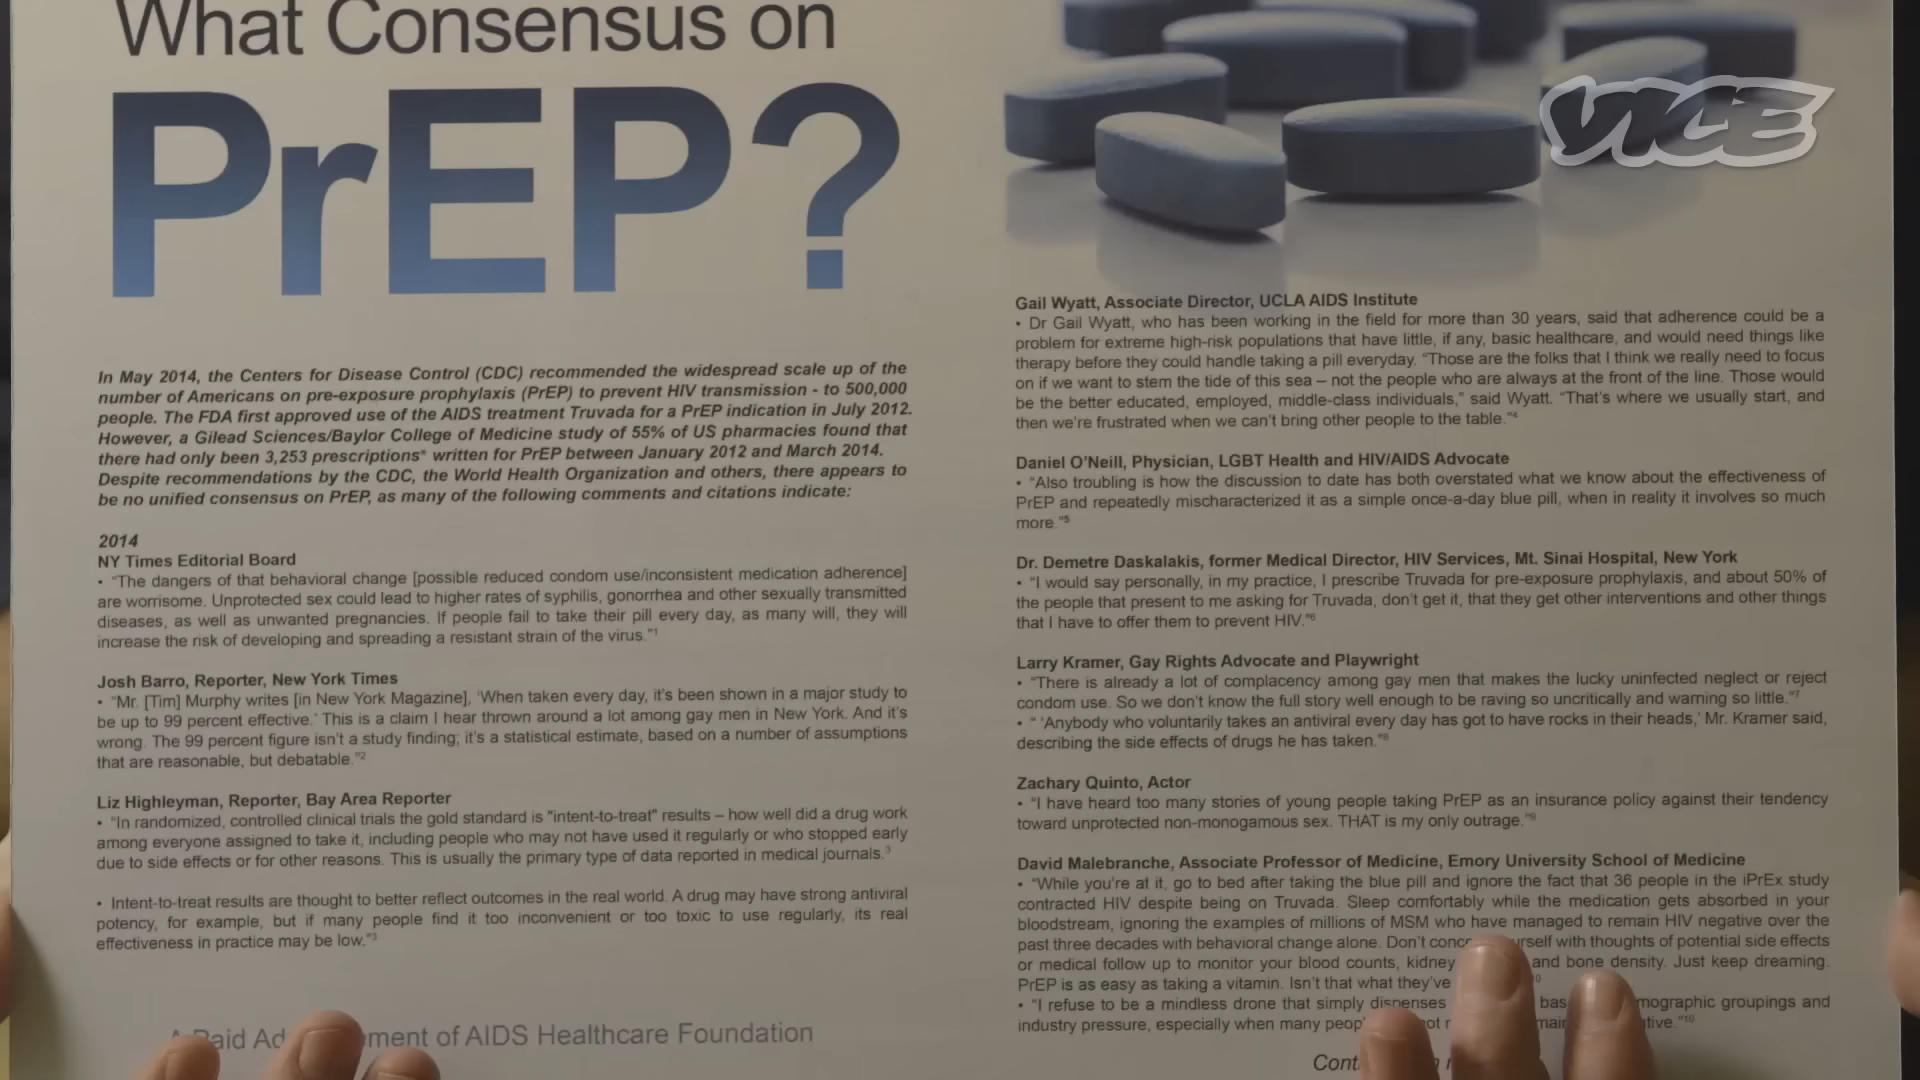 What Consensus on
PrEP?
VICE
In May 2014, the Centers for Disease Control (CDC) recommended the widespread scale up of the
number of Americans on pre-exposure prophylaxis (PrEP) to prevent HIV transmission - to 500,000
people. The FDA first approved use of the AIDS treatment Truvada for a PrEP indication in July 2012.
However, a Gilead Sciences/Baylor College of Medicine study of 55% of US pharmacies found that
there had only been 3,253 prescriptions* written for PrEP between January 2012 and March 2014.
Despite recommendations by the CDC, the World Health Organization and others, there appears to
be no unified consensus on PrEP, as many of the following comments and citations indicate:
2014
NY Times Editorial Board
• “The dangers of that behavioral change [possible reduced condom use/inconsistent medication adherence]
are worrisome. Unprotected sex could lead to higher rates of syphilis, gonorrhea and other sexually transmitted
diseases, as well as unwanted pregnancies. If people fail to take their pill every day, as many will, they will
increase the risk of developing and spreading a resistant strain of the virus.”1
Josh Barro, Reporter, New York Times
• “Mr. [Tim] Murphy writes [in New York Magazine], ‘When taken every day, it’s been shown in a major study to
be up to 99 percent effective.’ This is a claim I hear thrown around a lot among gay men in New York. And it’s
wrong. The 99 percent figure isn’t a study finding; it’s a statistical estimate, based on a number of assumptions
that are reasonable, but debatable.”2
Liz Highleyman, Reporter, Bay Area Reporter
• “In randomized, controlled clinical trials the gold standard is "intent-to-treat" results – how well did a drug work
among everyone assigned to take it, including people who may not have used it regularly or who stopped early
due to side effects or for other reasons. This is usually the primary type of data reported in medical journals.3
• Intent-to-treat results are thought to better reflect outcomes in the real world. A drug may have strong antiviral
potency, for example, but if many people find it too inconvenient or too toxic to use regularly, its real
effectiveness in practice may be low.”3
A Paid Ad ment of AIDS Healthcare Foundation
Gail Wyatt, Associate Director, UCLA AIDS Institute
• Dr Gail Wyatt, who has been working in the field for more than 30 years, said that adherence could be a
problem for extreme high-risk populations that have little, if any, basic healthcare, and would need things like
therapy before they could handle taking a pill everyday. “Those are the folks that I think we really need to focus
on if we want to stem the tide of this sea – not the people who are always at the front of the line. Those would
be the better educated, employed, middle-class individuals,” said Wyatt. “That’s where we usually start, and
then we’re frustrated when we can’t bring other people to the table.”4
Daniel O’Neill, Physician, LGBT Health and HIV/AIDS Advocate
• “Also troubling is how the discussion to date has both overstated what we know about the effectiveness of
PrEP and repeatedly mischaracterized it as a simple once-a-day blue pill, when in reality it involves so much
more.”5
Dr. Demetre Daskalakis, former Medical Director, HIV Services, Mt. Sinai Hospital, New York
• “I would say personally, in my practice, I prescribe Truvada for pre-exposure prophylaxis, and about 50% of
the people that present to me asking for Truvada, don’t get it, that they get other interventions and other things
that I have to offer them to prevent HIV.”6
Larry Kramer, Gay Rights Advocate and Playwright
• “There is already a lot of complacency among gay men that makes the lucky uninfected neglect or reject
condom use. So we don’t know the full story well enough to be raving so uncritically and warning so little.”7
• “ ‘Anybody who voluntarily takes an antiviral every day has got to have rocks in their heads,’ Mr. Kramer said,
describing the side effects of drugs he has taken.”8
Zachary Quinto, Actor
• “I have heard too many stories of young people taking PrEP as an insurance policy against their tendency
toward unprotected non-monogamous sex. THAT is my only outrage.”9
David Malebranche, Associate Professor of Medicine, Emory University School of Medicine
• “While you’re at it, go to bed after taking the blue pill and ignore the fact that 36 people in the iPrEx study
contracted HIV despite being on Truvada. Sleep comfortably while the medication gets absorbed in your
bloodstream, ignoring the examples of millions of MSM who have managed to remain HIV negative over the
past three decades with behavioral change alone. Don’t conc urself with thoughts of potential side effects
or medical follow up to monitor your blood counts, kidney and bone density. Just keep dreaming.
PrEP is as easy as taking a vitamin. Isn’t that what they’ve 10
• “I refuse to be a mindless drone that simply dispenses bas mographic groupings and
industry pressure, especially when many peop ot r main tive.”10
Cont